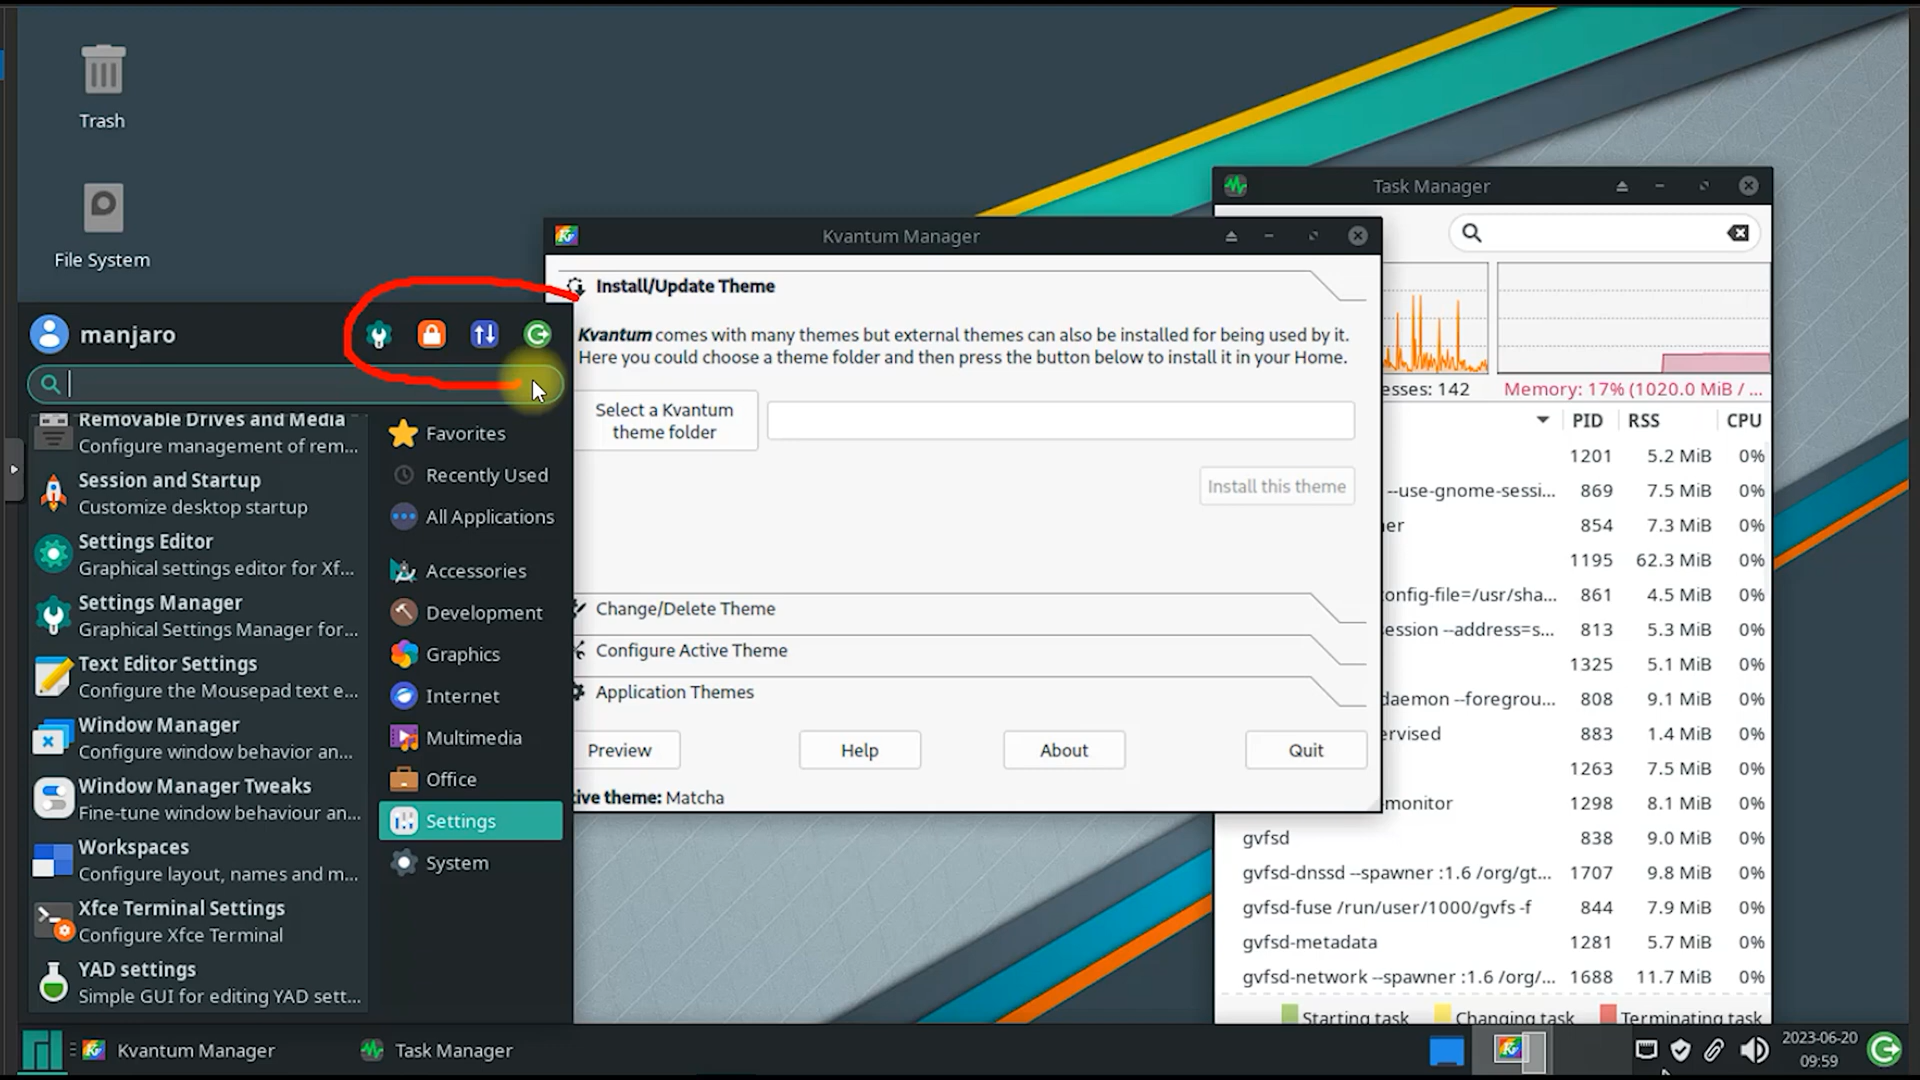 Trash
File System
manjaro
Removable Drives and Media
Configure management of rem...
Session and Startup
Customize desktop startup
Settings Editor
Graphical settings editor for Xf...
Settings Manager
Graphical Settings Manager for...
Text Editor Settings
Configure the Mousepad text e...
Window Manager
Configure window behavior an...
Window Manager Tweaks
Fine-tune window behaviour an...
Workspaces
Configure layout, names and m...
Xfce Terminal Settings
Configure Xfce Terminal
YAD settings
Simple GUI for editing YAD sett...
Favorites
Recently Used
All Applications
Accessories
Development
Graphics
Internet
Multimedia
Office
Settings
System
Kvantum Manager
Install/Update Theme
Kvantum comes with many themes but external themes can also be installed for being used by it.
Here you could choose a theme folder and then press the button below to install it in your Home.
Select a Kvantum
theme folder
Install this theme
Change/Delete Theme
Configure Active Theme
Application Themes
Preview Help About Quit
tive theme: Matcha
Task Manager
esses: 142 Memory: 17% (1020.0 MiB / ...
PID RSS CPU
1201 5.2 MiB 0%
--use-gnome-sessi... 869 7.5 MiB 0%
er 854 7.3 MiB 0%
1195 62.3 MiB 0%
onfig-file=/usr/sha... 861 4.5 MiB 0%
ession --address=s... 813 5.3 MiB 0%
1325 5.1 MiB 0%
daemon --foregrou... 808 9.1 MiB 0%
ervised 883 1.4 MiB 0%
1263 7.5 MiB 0%
-monitor 1298 8.1 MiB 0%
gvfsd 838 9.0 MiB 0%
gvfsd-dnssd --spawner :1.6 /org/gt... 1707 9.8 MiB 0%
gvfsd-fuse /run/user/1000/gvfs -f 844 7.9 MiB 0%
gvfsd-metadata 1281 5.7 MiB 0%
gvfsd-network --spawner :1.6 /org/... 1688 11.7 MiB 0%
Starting task Changing task Terminating task
Kvantum Manager Task Manager
2023-06-20
09:59